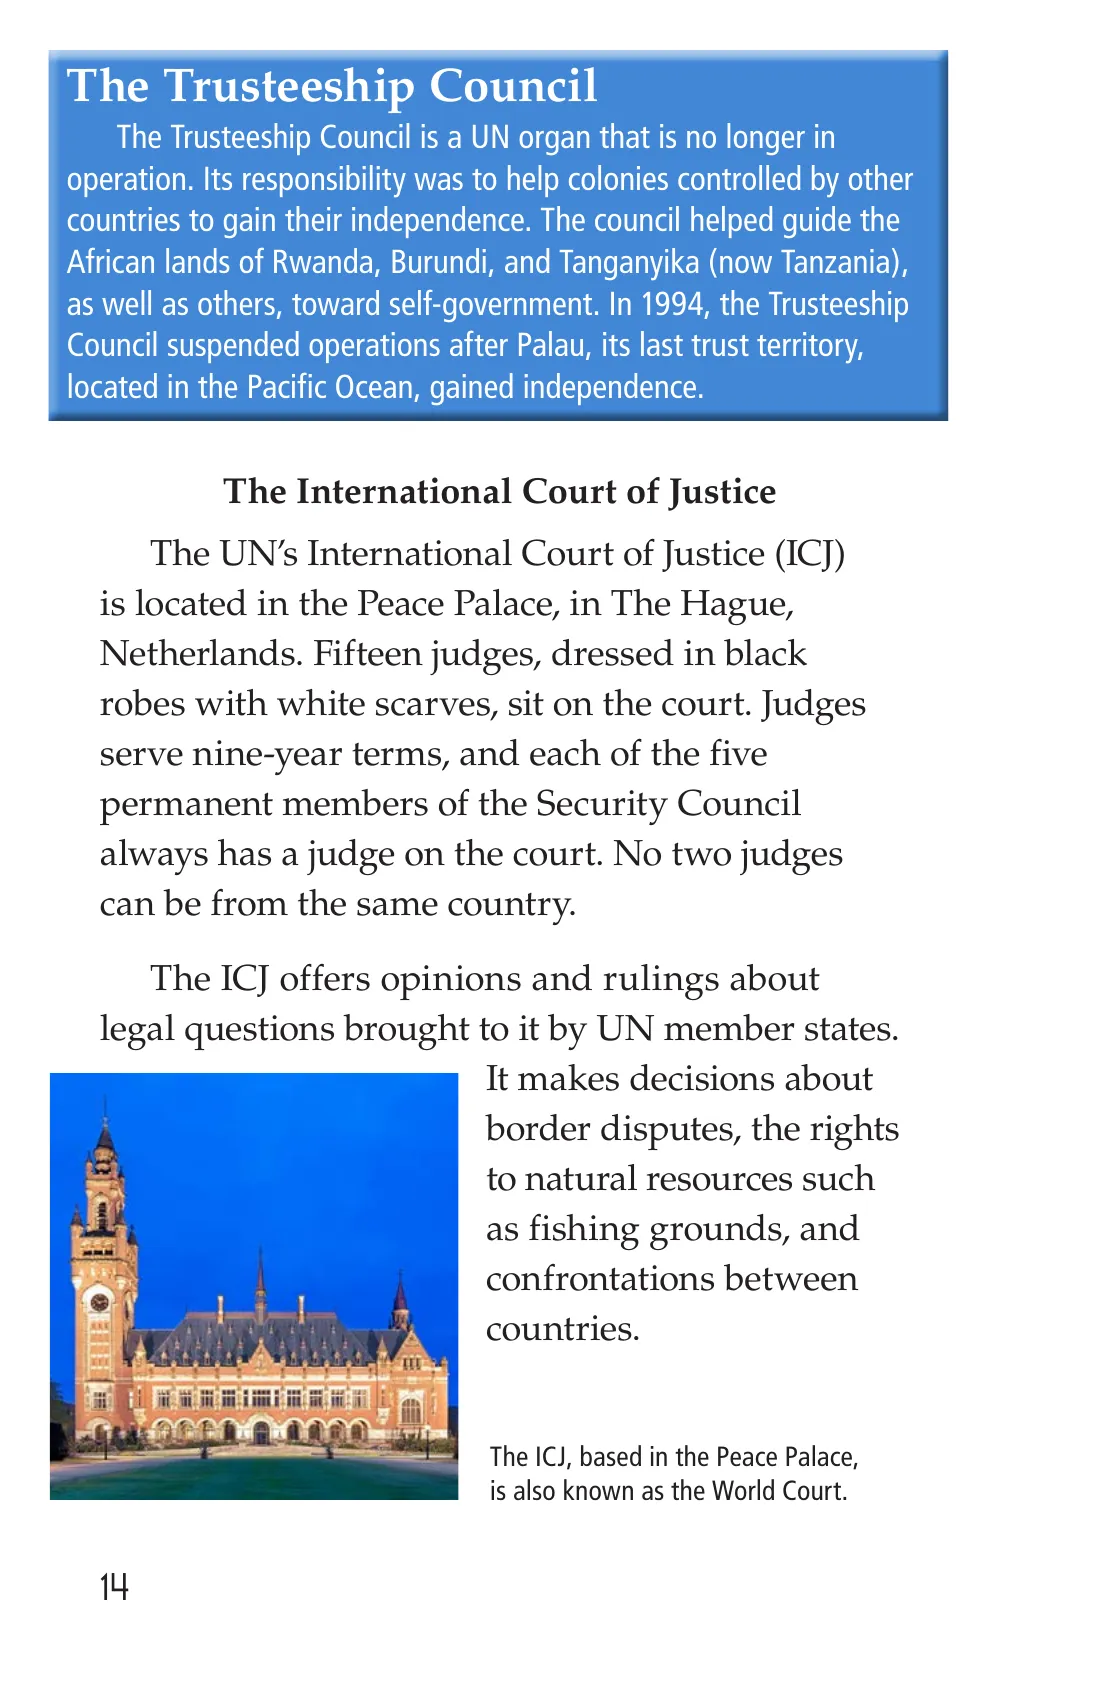 The Trusteeship Council
The Trusteeship Council is a UN organ that is no longer in
operation. Its responsibility was to help colonies controlled by other
countries to gain their independence. The council helped guide the
African lands of Rwanda, Burundi, and Tanganyika (now Tanzania),
as well as others, toward self-government. In 1994, the Trusteeship
Council suspended operations after Palau, its last trust territory,
located in the Pacific Ocean, gained independence.
The International Court of Justice
The UN’s International Court of Justice (ICJ)
is located in the Peace Palace, in The Hague,
Netherlands. Fifteen judges, dressed in black
robes with white scarves, sit on the court. Judges
serve nine-year terms, and each of the five
permanent members of the Security Council
always has a judge on the court. No two judges
can be from the same country.
The ICJ offers opinions and rulings about
legal questions brought to it by UN member states.
It makes decisions about
border disputes, the rights
to natural resources such
as fishing grounds, and
confrontations between
countries.
The ICJ, based in the Peace Palace,
is also known as the World Court.
14